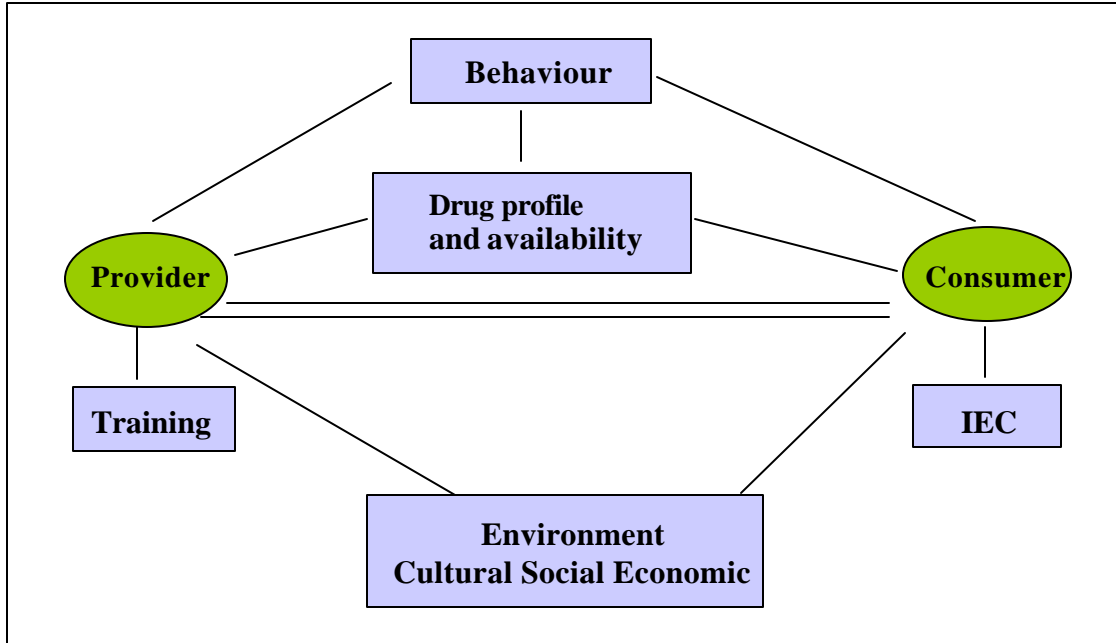 Behaviour
Drug profile
and availability
Provider
Consumer
Training
IEC
Environment
Cultural Social Economic